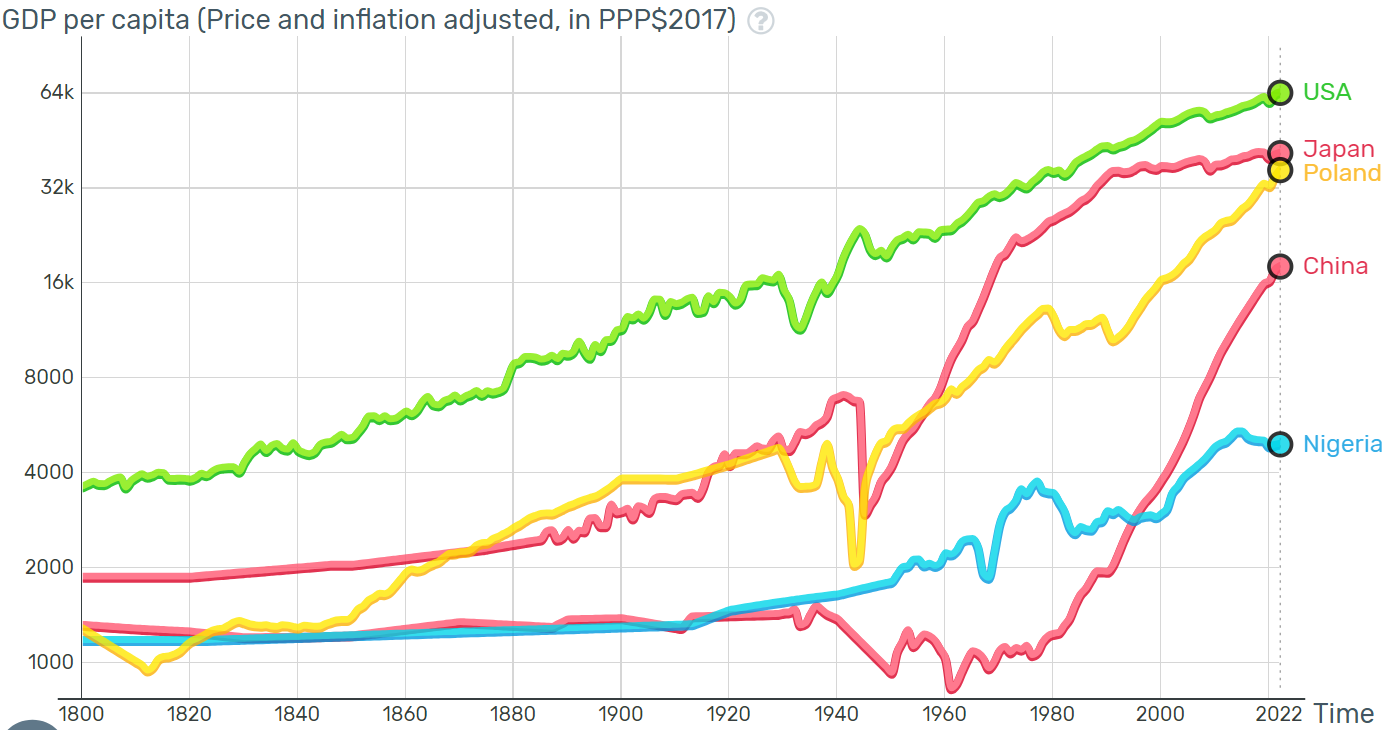 GDP per capita (Price and inflation adjusted, in PPP$2017) ?
64k
USA
Japan
Poland
32k
China
16k
8000
Nigeria
4000
2000
1000
1800 1820 1840 1860 1880 1900 1920 1940 1960 1980 2000 2022 Time